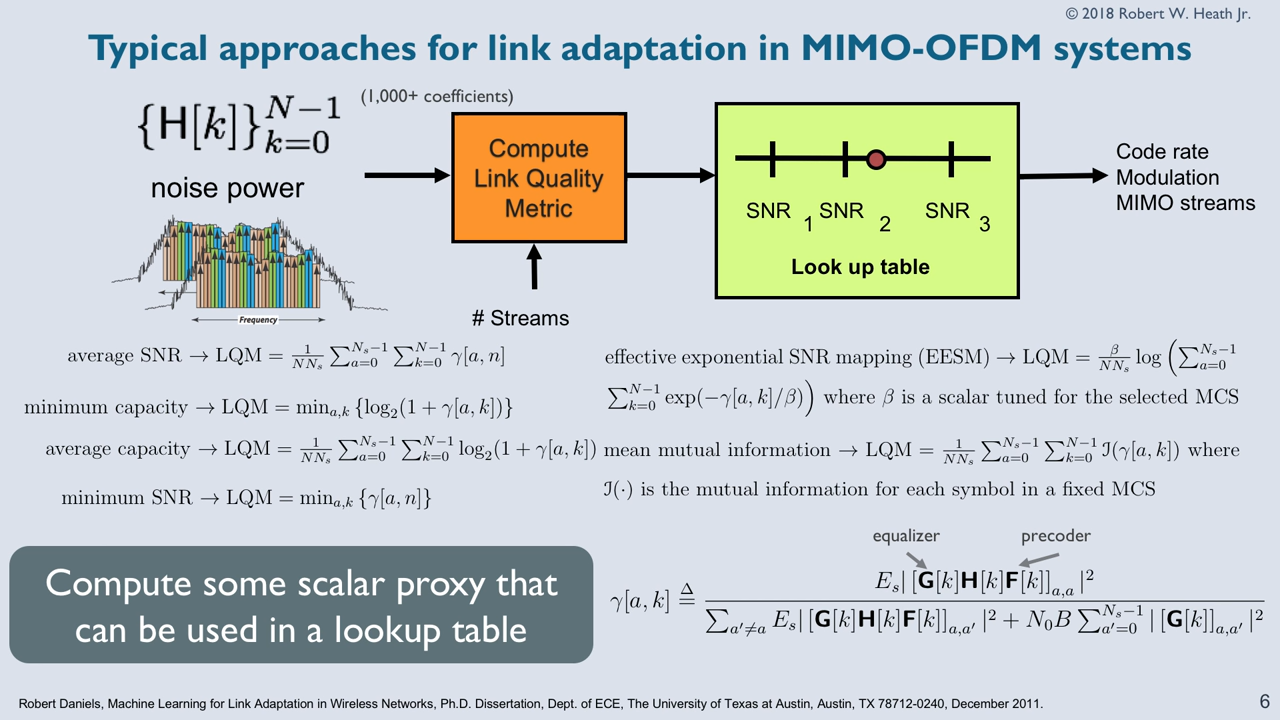 © 2018 Robert W. Heath Jr.
Typical approaches for link adaptation in MIMO-OFDM systems
{H[k]}_{k=0}^{N−1}
(1,000+ coefficients)
noise power
Frequency
Compute
Link Quality
Metric
# Streams
SNR 1 SNR 2 SNR 3
Look up table
Code rate
Modulation
MIMO streams
average SNR → LQM = \frac{1}{NN_s} ∑_{a=0}^{N_s−1} ∑_{k=0}^{N−1} γ[a, n]
minimum capacity → LQM = min_{a,k} {log_2(1 + γ[a, k])}
average capacity → LQM = \frac{1}{NN_s} ∑_{a=0}^{N_s−1} ∑_{k=0}^{N−1} log_2(1 + γ[a, k])
minimum SNR → LQM = min_{a,k} {γ[a, n]}
effective exponential SNR mapping (EESM) → LQM = \frac{β}{NN_s} log (∑_{a=0}^{N_s−1}
∑_{k=0}^{N−1} exp(−γ[a, k]/β)) where β is a scalar tuned for the selected MCS
mean mutual information → LQM = \frac{1}{NN_s} ∑_{a=0}^{N_s−1} ∑_{k=0}^{N−1} ℐ(γ[a, k]) where
ℐ(·) is the mutual information for each symbol in a fixed MCS
Compute some scalar proxy that
can be used in a lookup table
equalizer precoder
γ[a, k] ≜ \frac{E_s| [G[k]H[k]F[k]]_{a,a} |^2}{∑_{a′≠a} E_s| [G[k]H[k]F[k]]_{a,a′} |^2 + N_0B ∑_{a′=0}^{N_s−1} | [G[k]]_{a,a′} |^2}
Robert Daniels, Machine Learning for Link Adaptation in Wireless Networks, Ph.D. Dissertation, Dept. of ECE, The University of Texas at Austin, Austin, TX 78712-0240, December 2011.
6